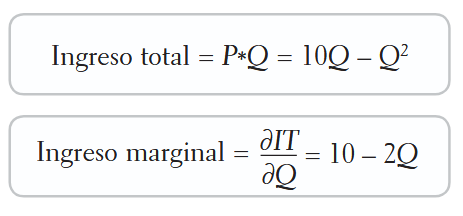 Ingreso total = P*Q = 10Q – Q²
Ingreso marginal = ∂IT/∂Q = 10 – 2Q